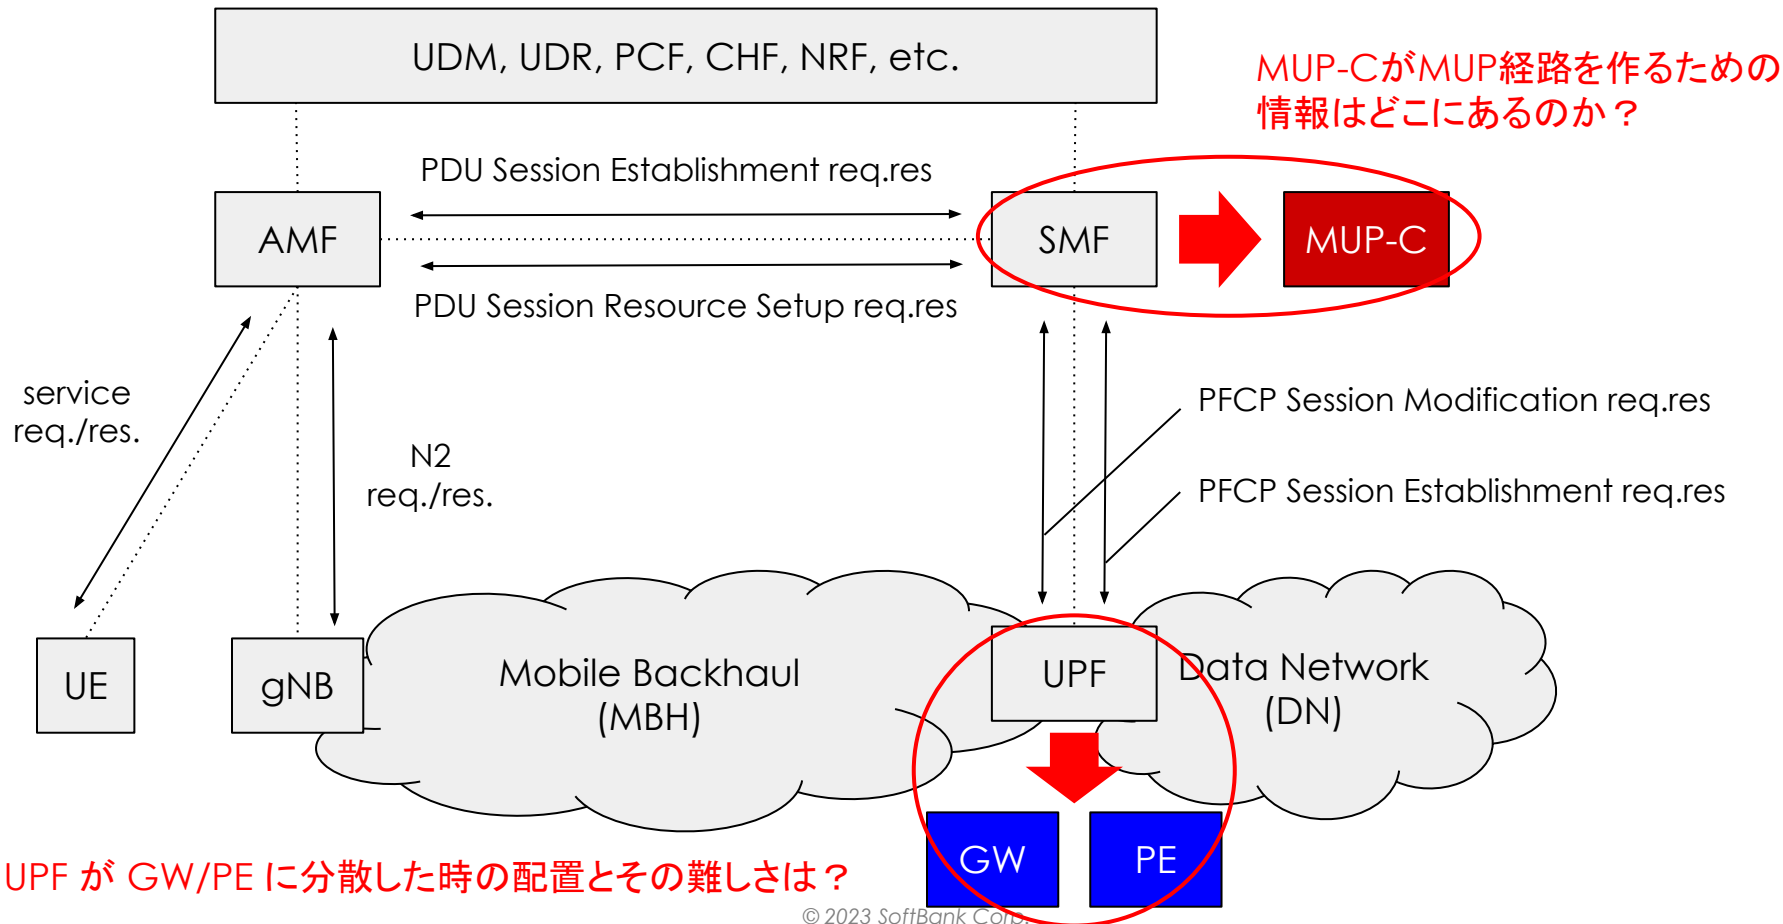 UDM, UDR, PCF, CHF, NRF, etc.
MUP-CがMUP経路を作るための
情報はどこにあるのか？
PDU Session Establishment req.res
AMF
SMF
MUP-C
PDU Session Resource Setup req.res
service
req./res.
N2
req./res.
PFCP Session Modification req.res
PFCP Session Establishment req.res
UE
gNB
Mobile Backhaul
(MBH)
UPF
Data Network
(DN)
GW
PE
UPF が GW/PE に分散した時の配置とその難しさは？
© 2023 SoftBank Corp.